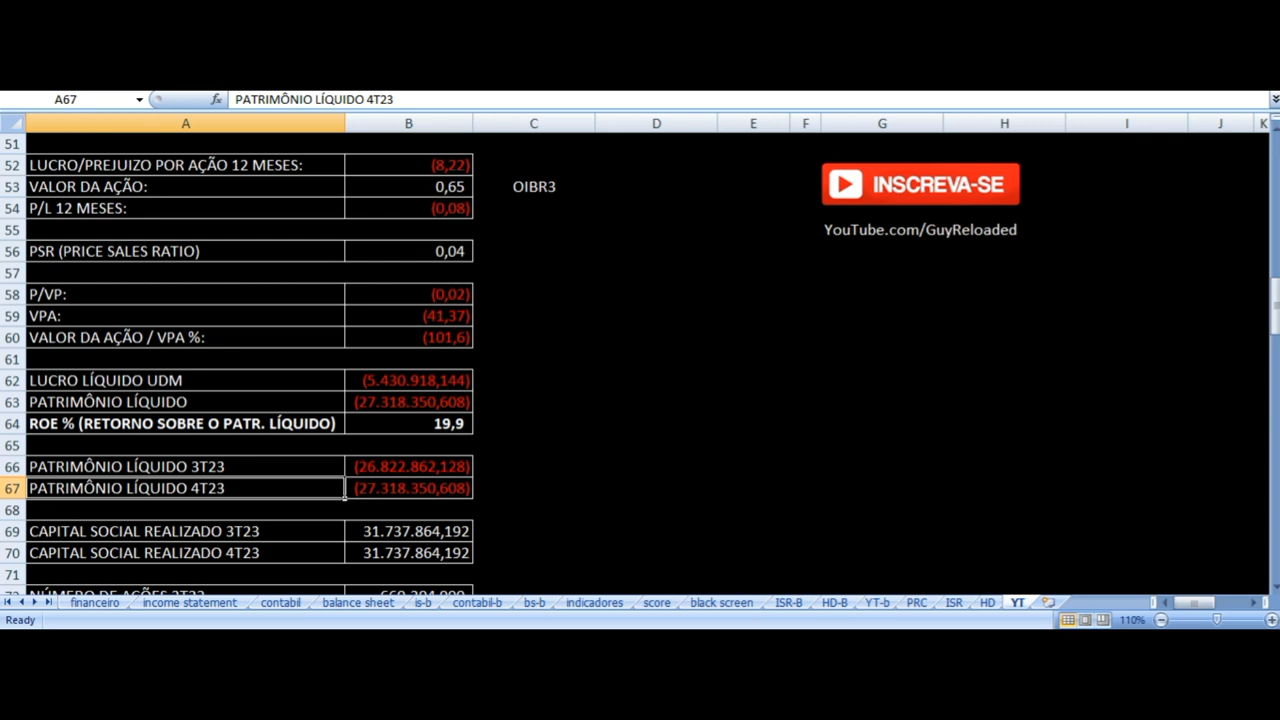 A67 fx PATRIMÔNIO LÍQUIDO 4T23
A B C D E F G H I J K
51
52 LUCRO/PREJUIZO POR AÇÃO 12 MESES: (8,22)
53 VALOR DA AÇÃO: 0,65 OIBR3 INSCREVA-SE
54 P/L 12 MESES: (0,08)
55 YouTube.com/GuyReloaded
56 PSR (PRICE SALES RATIO) 0,04
57
58 P/VP: (0,02)
59 VPA: (41,37)
60 VALOR DA AÇÃO / VPA %: (101,6)
61
62 LUCRO LÍQUIDO UDM (5.430.918,144)
63 PATRIMÔNIO LÍQUIDO (27.318.350,608)
64 ROE % (RETORNO SOBRE O PATR. LÍQUIDO) 19,9
65
66 PATRIMÔNIO LÍQUIDO 3T23 (26.822.862,128)
67 PATRIMÔNIO LÍQUIDO 4T23 (27.318.350,608)
68
69 CAPITAL SOCIAL REALIZADO 3T23 31.737.864,192
70 CAPITAL SOCIAL REALIZADO 4T23 31.737.864,192
71
financeiro income statement contabil balance sheet is-b contabil-b bs-b indicadores score black screen ISR-B HD-B YT-b PRC ISR HD YT
Ready 110%